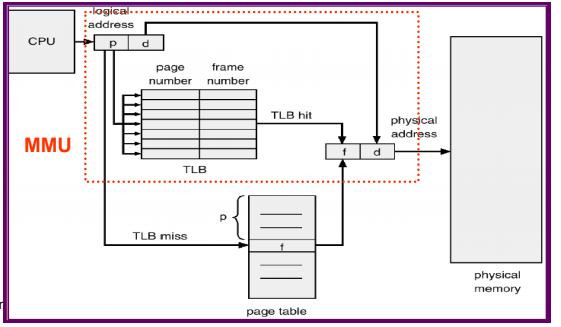 logical
address
CPU
p d
page frame
number number
TLB hit
physical
address
MMU
f d
TLB
p
TLB miss
f
physical
memory
page table